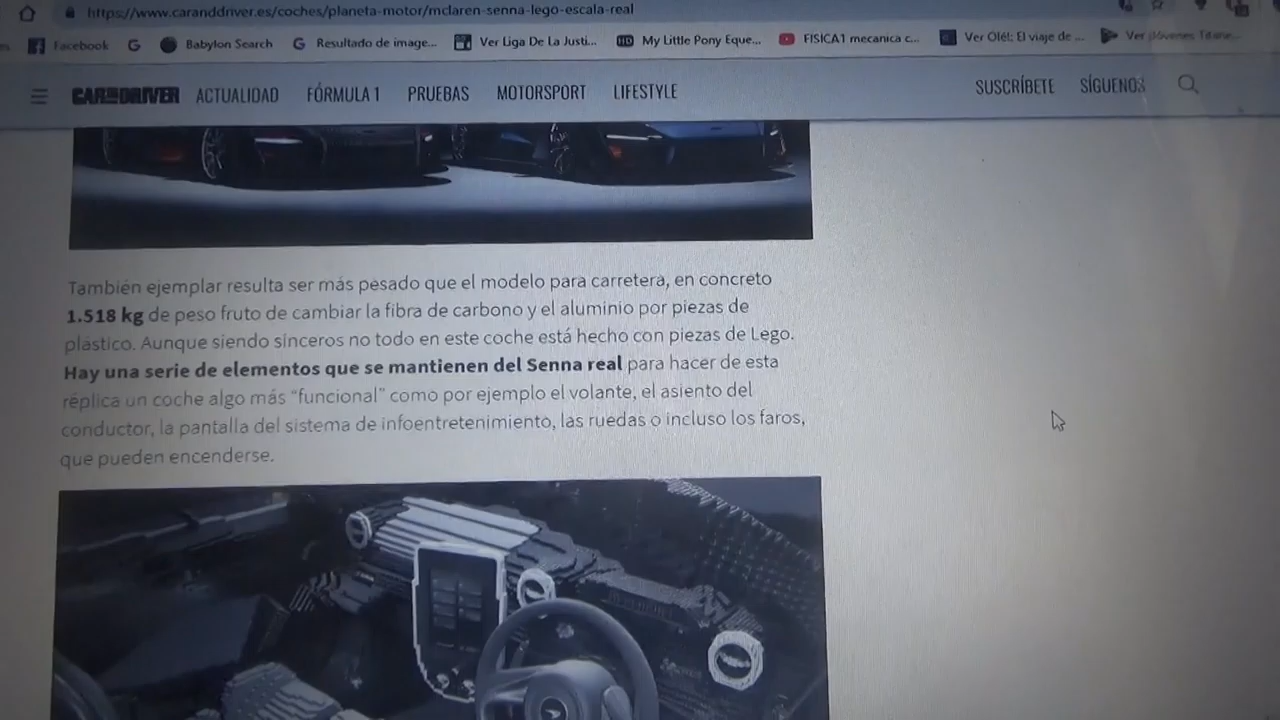 https://www.caranddriver.es/coches/planeta-motor/mclaren-senna-lego-escala-real
Facebook
Babylon Search
Resultado de image...
Ver Liga De La Justi...
My Little Pony Eque...
FISICA1 mecanica c...
Ver Olé!: El viaje de ...
Ver Jóvenes Titane...
CAR AND DRIVER ACTUALIDAD FÓRMULA 1 PRUEBAS MOTORSPORT LIFESTYLE SUSCRÍBETE SÍGUENOS
También ejemplar resulta ser más pesado que el modelo para carretera, en concreto
1.518 kg de peso fruto de cambiar la fibra de carbono y el aluminio por piezas de
plástico. Aunque siendo sinceros no todo en este coche está hecho con piezas de Lego.
Hay una serie de elementos que se mantienen del Senna real para hacer de esta
réplica un coche algo más “funcional” como por ejemplo el volante, el asiento del
conductor, la pantalla del sistema de infoentretenimiento, las ruedas o incluso los faros,
que pueden encenderse.